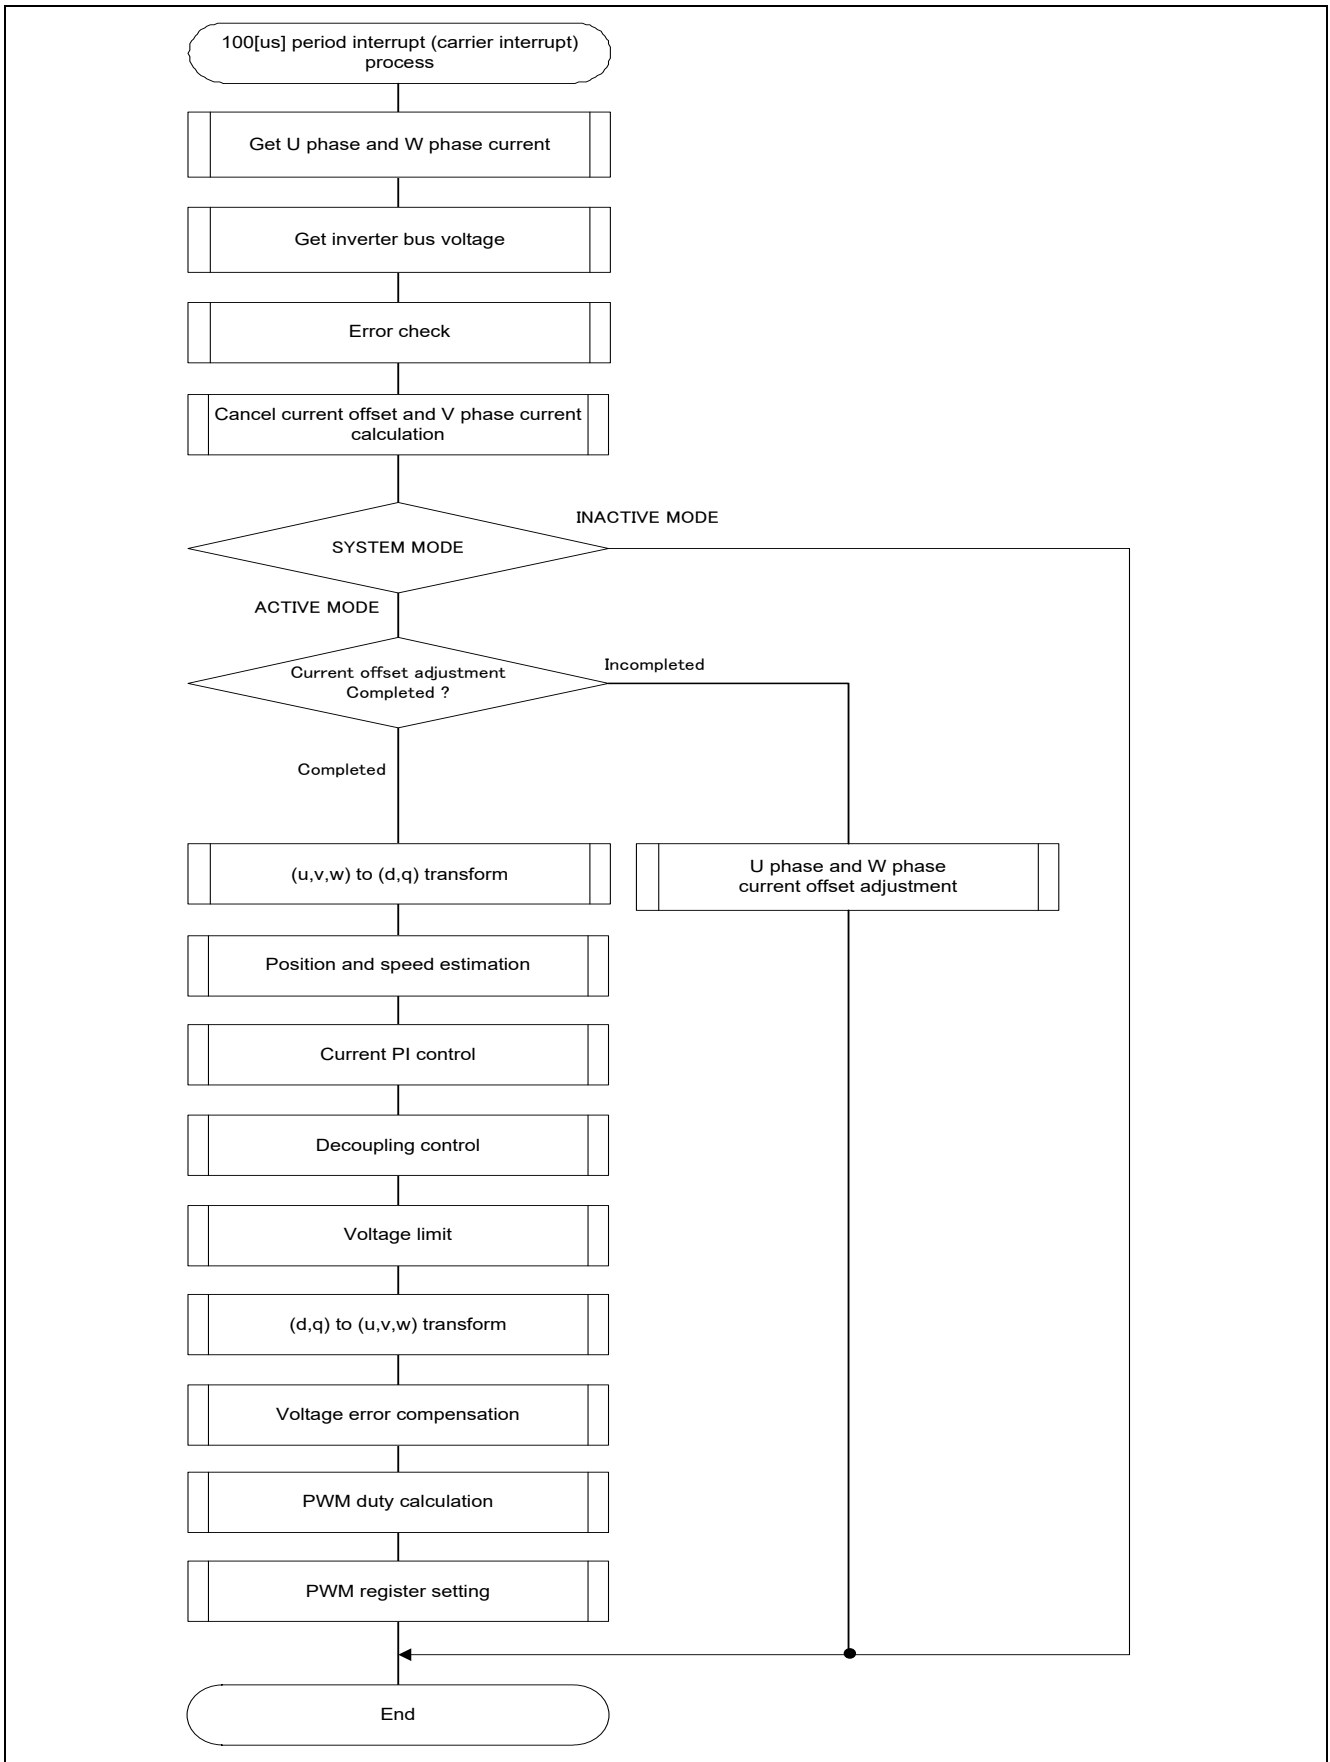 100[us] period interrupt (carrier interrupt)
process
Get U phase and W phase current
Get inverter bus voltage
Error check
Cancel current offset and V phase current
calculation
INACTIVE MODE
SYSTEM MODE
ACTIVE MODE
Current offset adjustment
Completed ?
Incompleted
Completed
(u,v,w) to (d,q) transform
U phase and W phase
current offset adjustment
Position and speed estimation
Current PI control
Decoupling control
Voltage limit
(d,q) to (u,v,w) transform
Voltage error compensation
PWM duty calculation
PWM register setting
End